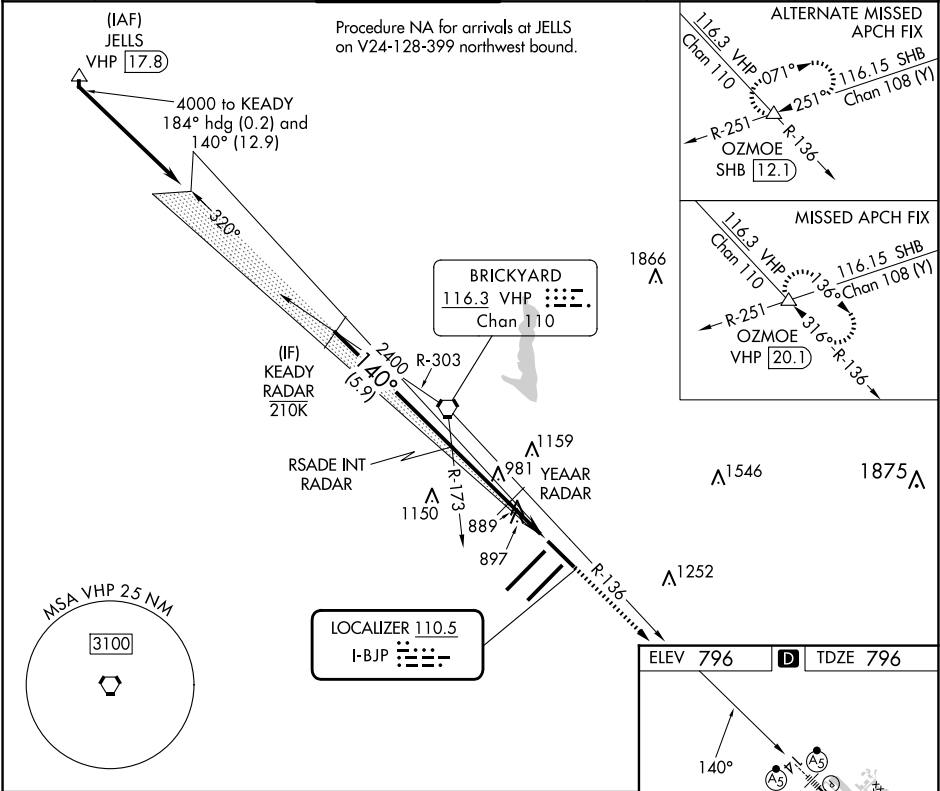 (IAF)
JELLS
VHP 17.8
Procedure NA for arrivals at JELLS
on V24-128-399 northwest bound.
4000 to KEADY
184° hdg (0.2) and
140° (12.9)
320°
ALTERNATE MISSED
APCH FIX
116.3 VHP
Chan 110
071°
116.15 SHB
Chan 108 (Y)
251°
R-251
R-136
OZMOE
SHB 12.1
MISSED APCH FIX
116.3 VHP
Chan 110
136°
116.15 SHB
Chan 108 (Y)
R-251
316°
R-136
OZMOE
VHP 20.1
1866
BRICKYARD
116.3 VHP
Chan 110
(IF)
KEADY
RADAR
210K
2400
140°
(5.9)
R-303
RSADE INT
RADAR
R-173
1159
981
YEAAR
RADAR
1150
889
897
1546
1875
R-136
1252
MSA VHP 25 NM
3100
LOCALIZER 110.5
I-BJP
ELEV 796
D
TDZE 796
140°
A5
14
A5
P